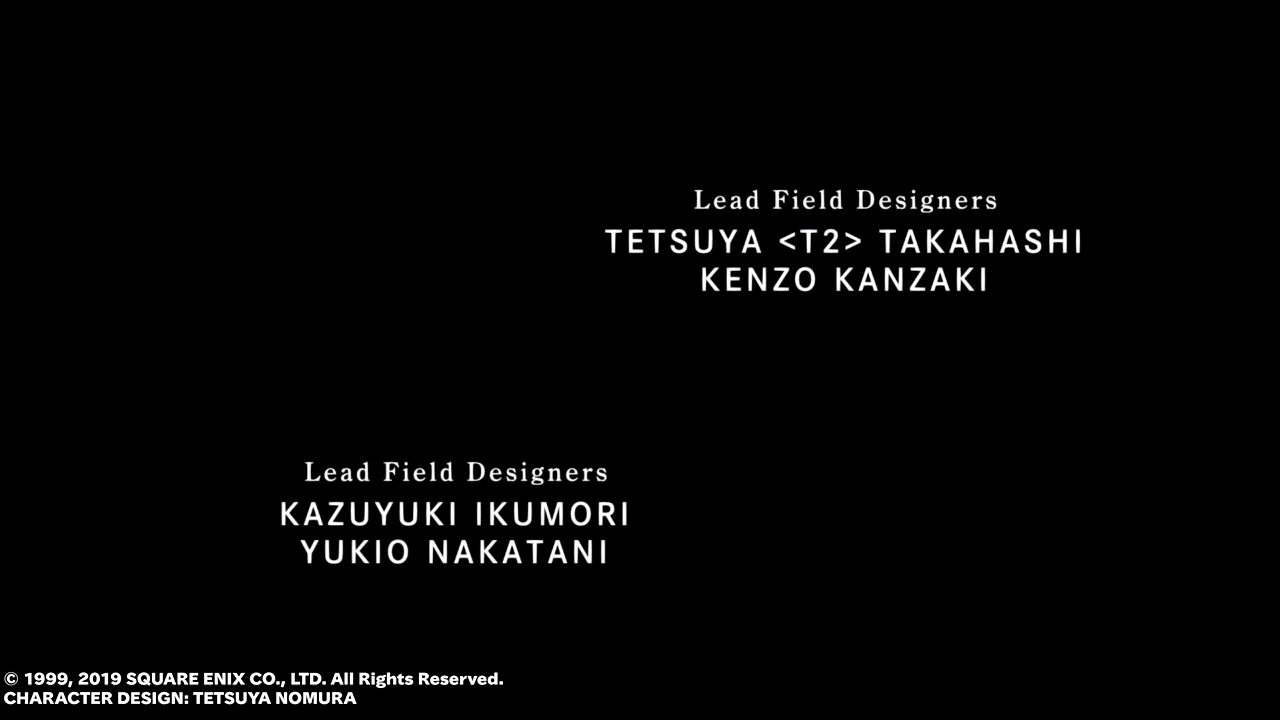 Lead Field Designers
TETSUYA <T2> TAKAHASHI
KENZO KANZAKI
Lead Field Designers
KAZUYUKI IKUMORI
YUKIO NAKATANI
© 1999, 2019 SQUARE ENIX CO., LTD. All Rights Reserved.
CHARACTER DESIGN: TETSUYA NOMURA